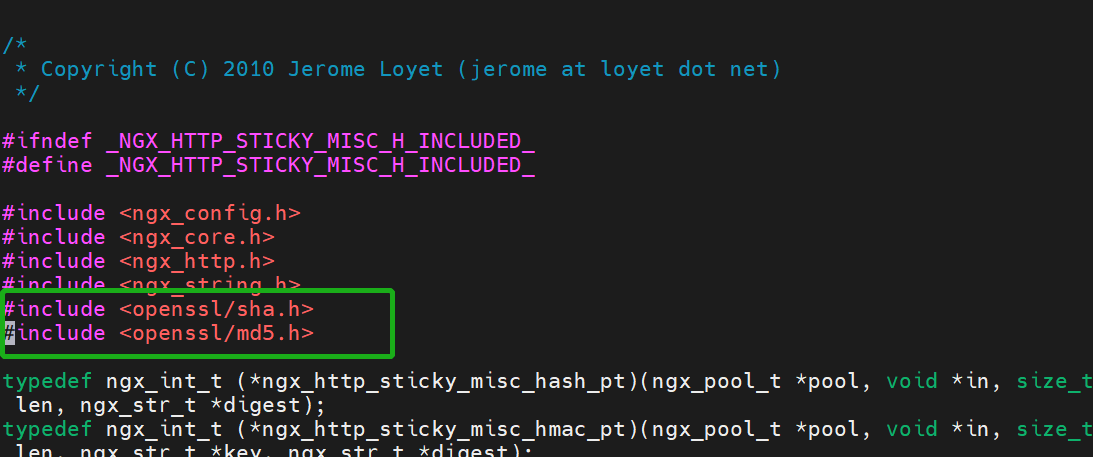 /*
 * Copyright (C) 2010 Jerome Loyet (jerome at loyet dot net)
 */
#ifndef _NGX_HTTP_STICKY_MISC_H_INCLUDED_
#define _NGX_HTTP_STICKY_MISC_H_INCLUDED_
#include <ngx_config.h>
#include <ngx_core.h>
#include <ngx_http.h>
#include <ngx_string.h>
#include <openssl/sha.h>
#include <openssl/md5.h>
typedef ngx_int_t (*ngx_http_sticky_misc_hash_pt)(ngx_pool_t *pool, void *in, size_t
 len, ngx_str_t *digest);
typedef ngx_int_t (*ngx_http_sticky_misc_hmac_pt)(ngx_pool_t *pool, void *in, size_t
 len, ngx_str_t *key, ngx_str_t *digest);